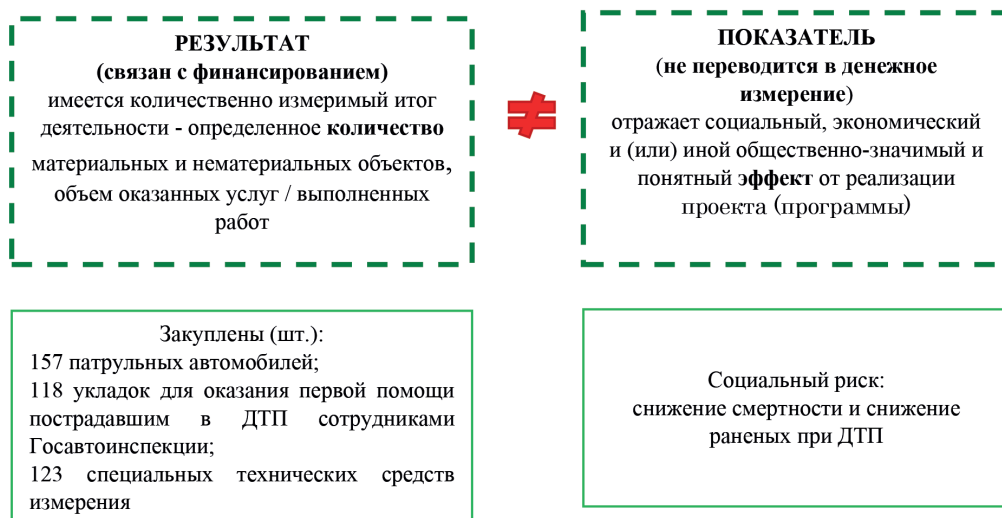 РЕЗУЛЬТАТ
(связан с финансированием)
имеется количественно измеримый итог
деятельности - определенное количество
материальных и нематериальных объектов,
объем оказанных услуг / выполненных
работ
≠
ПОКАЗАТЕЛЬ
(не переводится в денежное
измерение)
отражает социальный, экономический
и (или) иной общественно-значимый и
понятный эффект от реализации
проекта (программы)
Закуплены (шт.):
157 патрульных автомобилей;
118 укладок для оказания первой помощи
пострадавшим в ДТП сотрудниками
Госавтоинспекции;
123 специальных технических средств
измерения
Социальный риск:
снижение смертности и снижение
раненых при ДТП